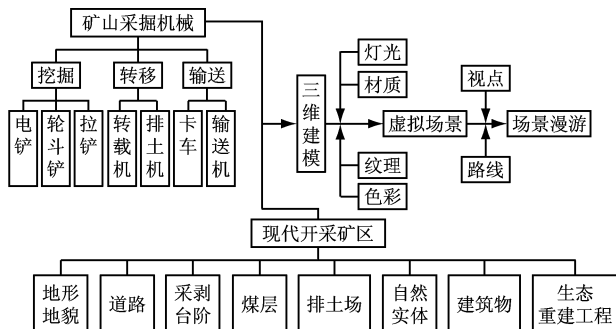 矿山采掘机械
挖掘
转移
输送
电铲
轮斗铲
拉铲
转载机
排土机
卡车
输送机
三维建模
灯光
材质
纹理
色彩
虚拟场景
视点
路线
场景漫游
现代开采矿区
地形
地貌
道路
采剥
台阶
煤层
排土场
自然
实体
建筑物
生态
重建工程